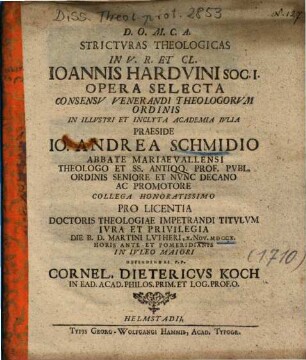 Diss. Theol. prot. 2853
D. O. M. C. A.
STRICTVRAS THEOLOGICAS
IN V. R. ET CL.
IOANNIS HARDVINI SOC. I.
OPERA SELECTA
CONSENSV VENERANDI THEOLOGORVM
ORDINIS
IN ILLVSTRI ET INCLYTA ACADEMIA IVLIA
PRAESIDE
IO. ANDREA SCHMIDIO
ABBATE MARIAEVALLENSI
THEOLOGO ET SS. ANTIQQ. PROF. PVBL.
ORDINIS SENIORE ET NVNC DECANO
AC PROMOTORE
COLLEGA HONORATISSIMO
PRO LICENTIA
DOCTORIS THEOLOGIAE IMPETRANDI TITVLVM
IVRA ET PRIVILEGIA
DIE B. D. MARTINI LVTHERI, X. NOV. MDCCX.
HORIS ANTE ET POMERIDIANIS
IN IVLEO MAIORI
DEFENDENDAS P. P.
CORNEL. DIETERICVS KOCH
IN EAD. ACAD. PHILOS. PRIM. ET LOG. PROF. O.
(1710)
HELMSTADII,
TYPIS GEORG-WOLFGANGI HAMMII, ACAD. TYPOGR.